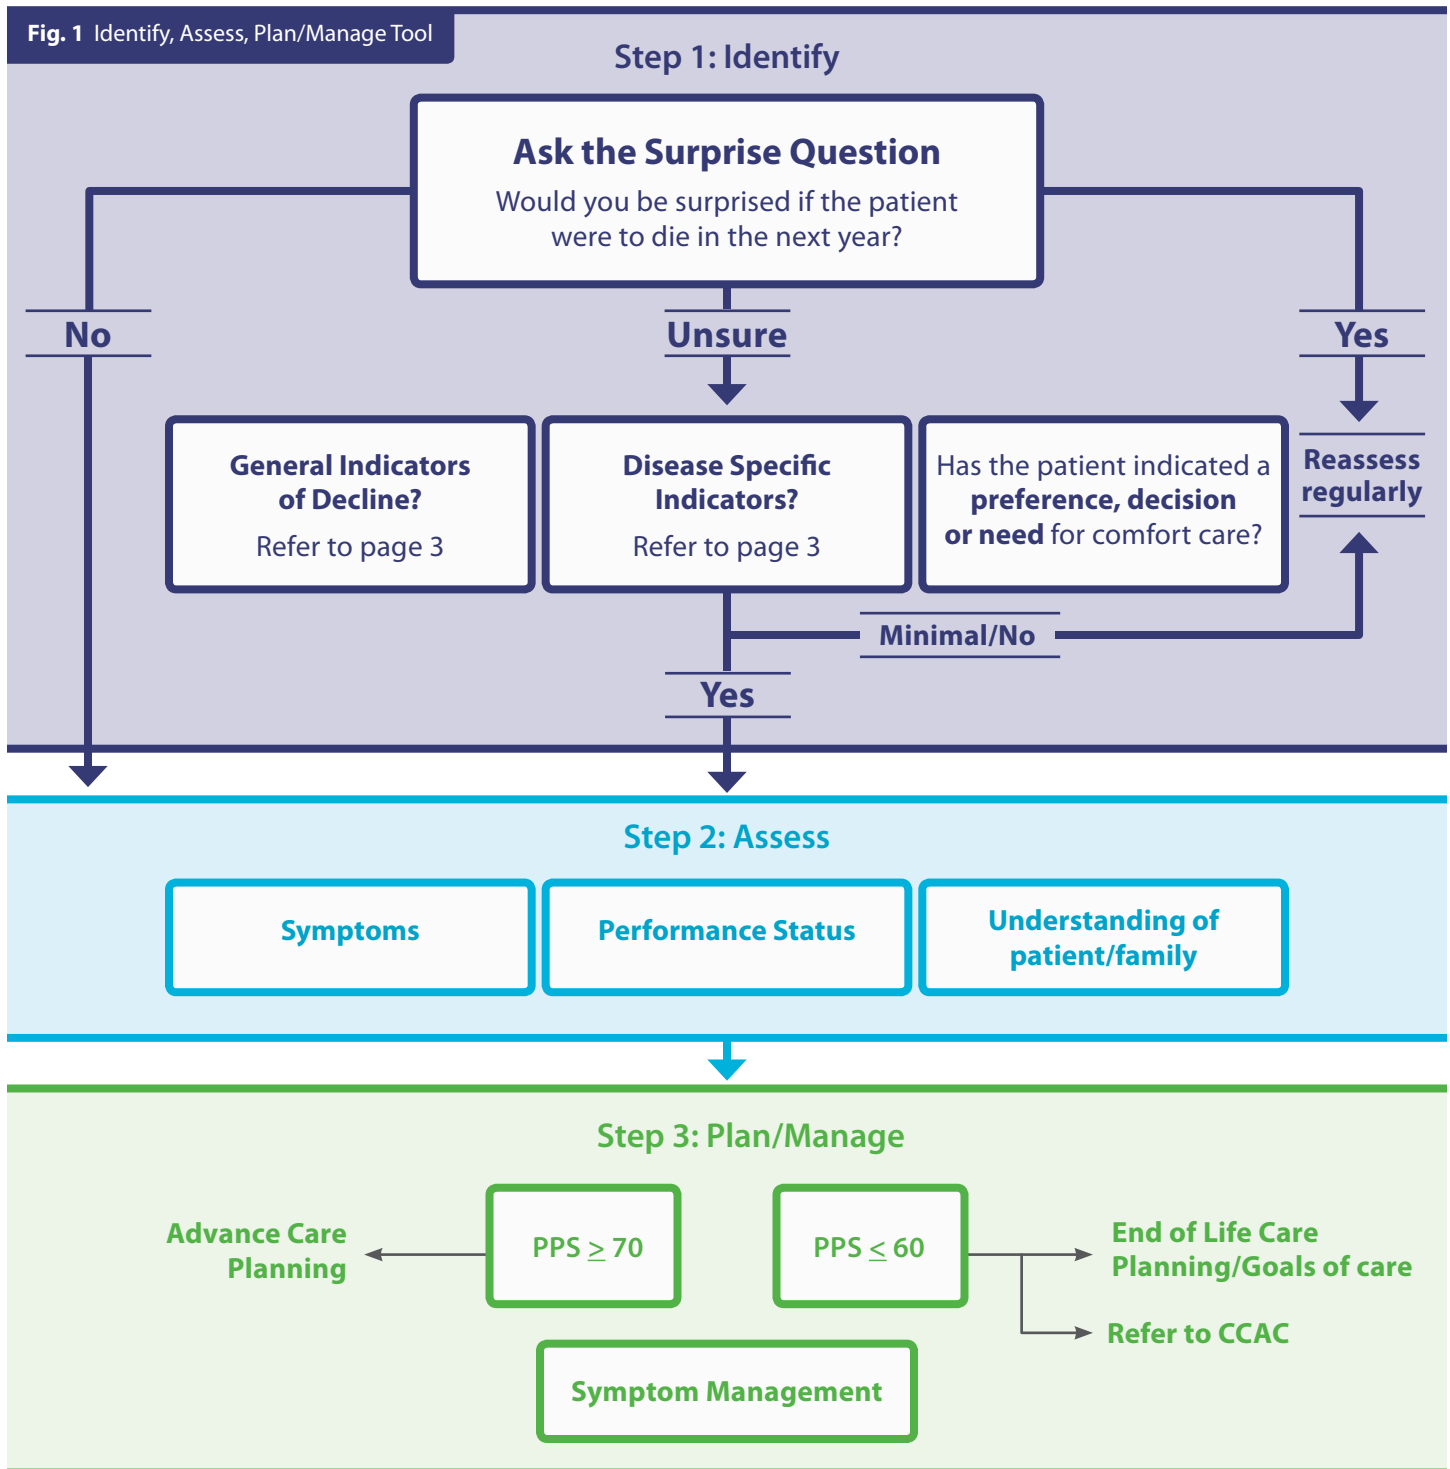 Fig. 1 Identify, Assess, Plan/Manage Tool
Step 1: Identify
Ask the Surprise Question
Would you be surprised if the patient
were to die in the next year?
No
Unsure
Yes
General Indicators
of Decline?
Refer to page 3
Disease Specific
Indicators?
Refer to page 3
Has the patient indicated a
preference, decision
or need for comfort care?
Reassess
regularly
Minimal/No
Yes
Step 2: Assess
Symptoms
Performance Status
Understanding of
patient/family
Step 3: Plan/Manage
Advance Care
Planning
PPS ≥ 70
PPS ≤ 60
End of Life Care
Planning/Goals of care
Refer to CCAC
Symptom Management